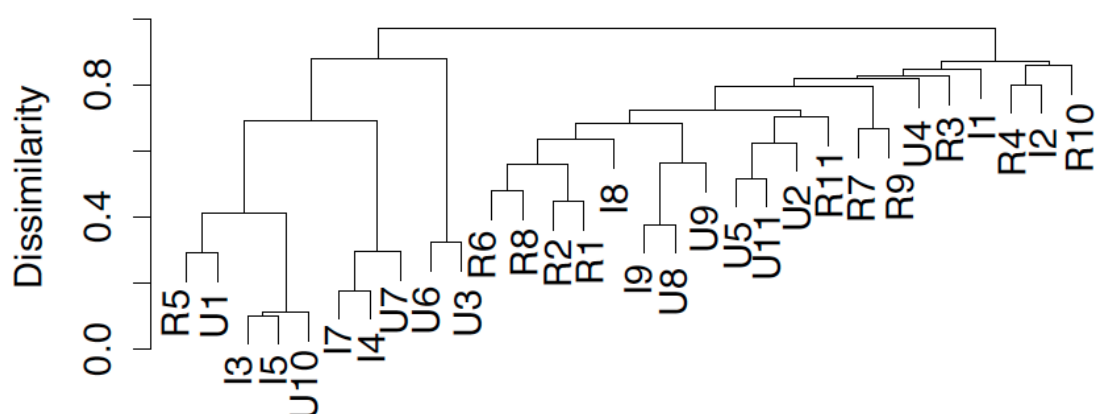 Dissimilarity
0.8
0.4
0.0
R5
U1
I3
I5
U10
I7
I4
U7
U6
U3
R6
R8
R2
R1
I8
I9
U8
U9
U5
U11
U2
R11
R7
R9
U4
R3
I1
R4
I2
R10